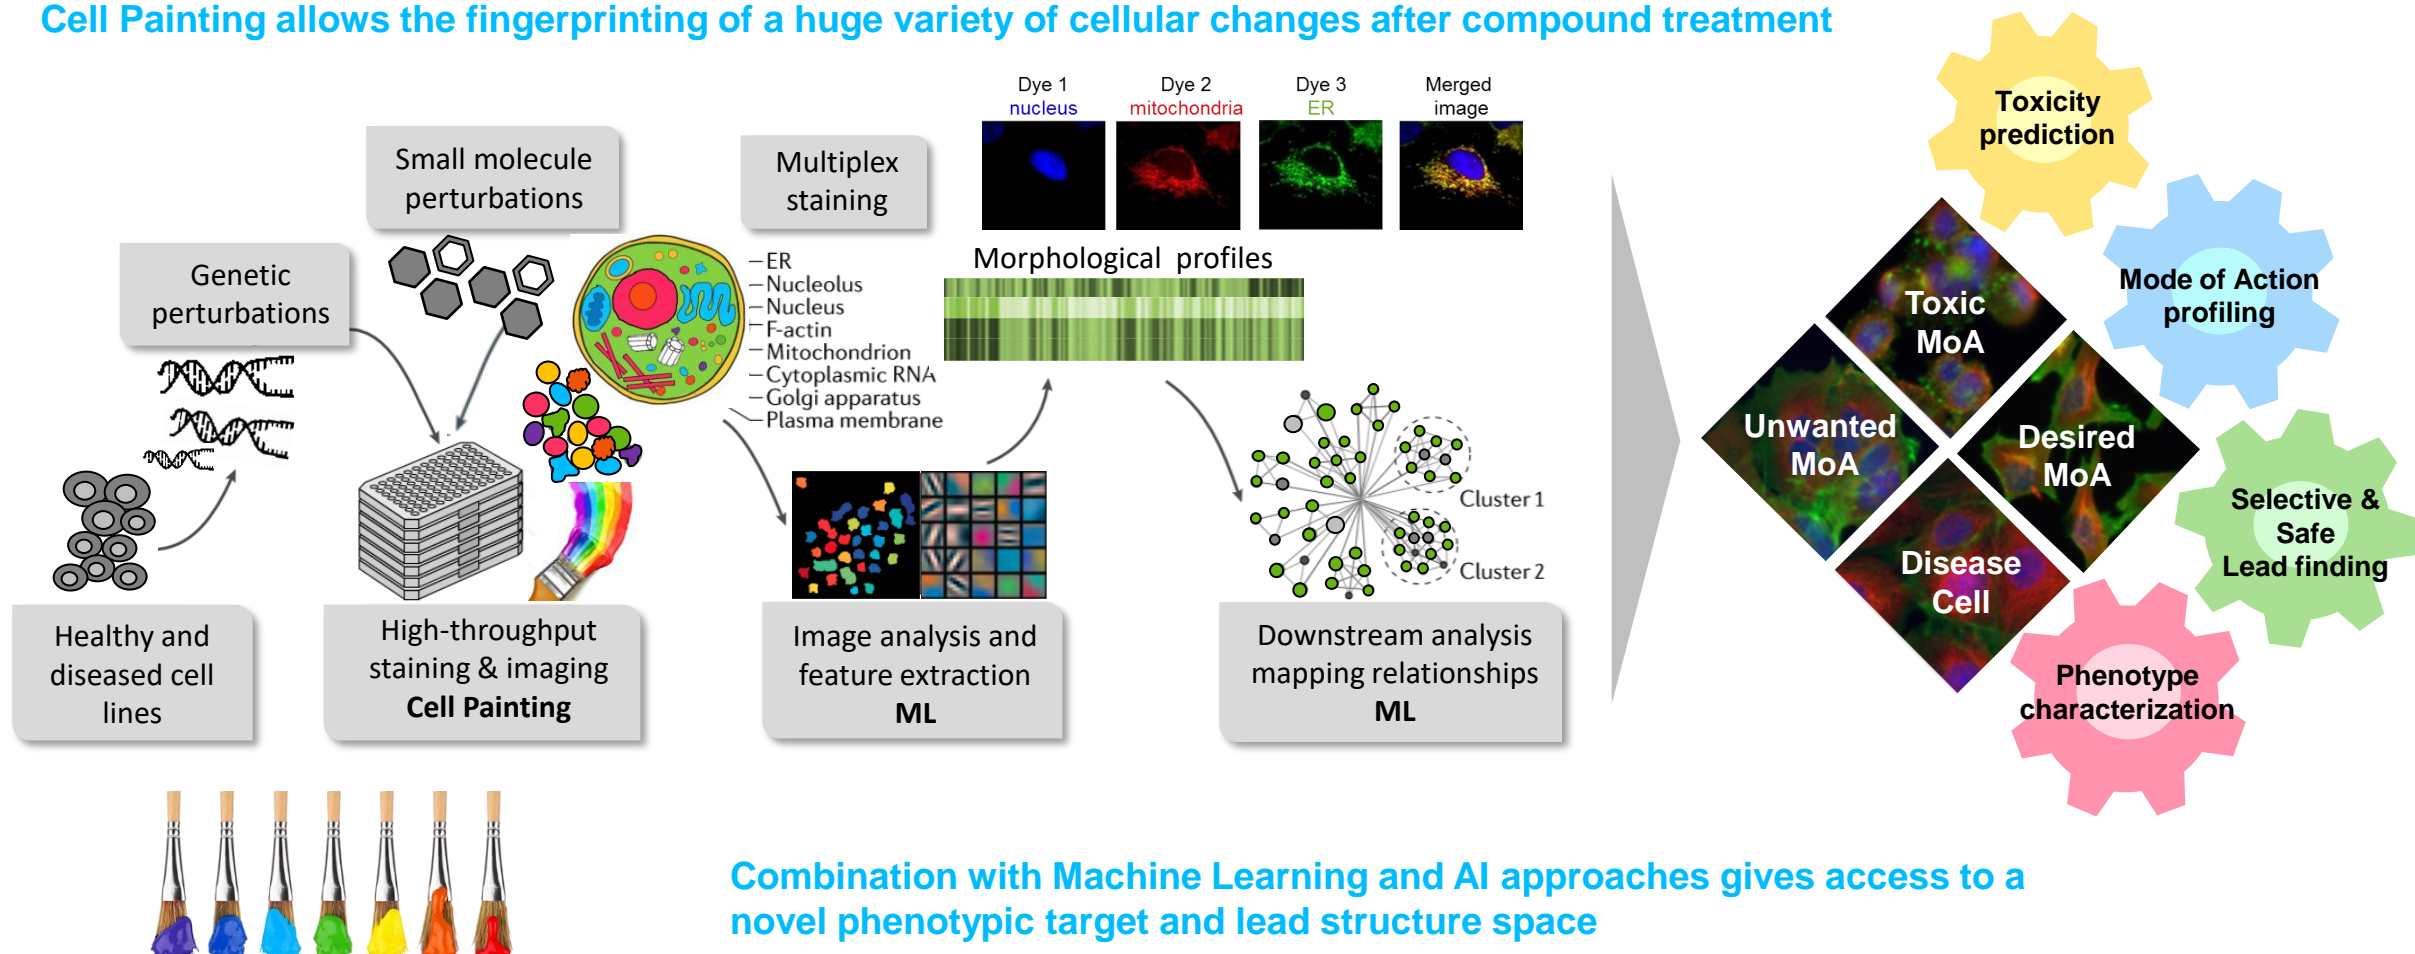 Cell Painting allows the fingerprinting of a huge variety of cellular changes after compound treatment
Genetic
perturbations
Small molecule
perturbations
Multiplex
staining
Dye 1
nucleus
Dye 2
mitochondria
Dye 3
ER
Merged
image
ER
Nucleolus
Nucleus
F-actin
Mitochondrion
Cytoplasmic RNA
Golgi apparatus
Plasma membrane
Morphological profiles
Cluster 1
Cluster 2
Healthy and
diseased cell
lines
High-throughput
staining & imaging
Cell Painting
Image analysis and
feature extraction
ML
Downstream analysis
mapping relationships
ML
Toxic
MoA
Unwanted
MoA
Desired
MoA
Disease
Cell
Toxicity
prediction
Mode of Action
profiling
Selective &
Safe
Lead finding
Phenotype
characterization
Combination with Machine Learning and AI approaches gives access to a
novel phenotypic target and lead structure space